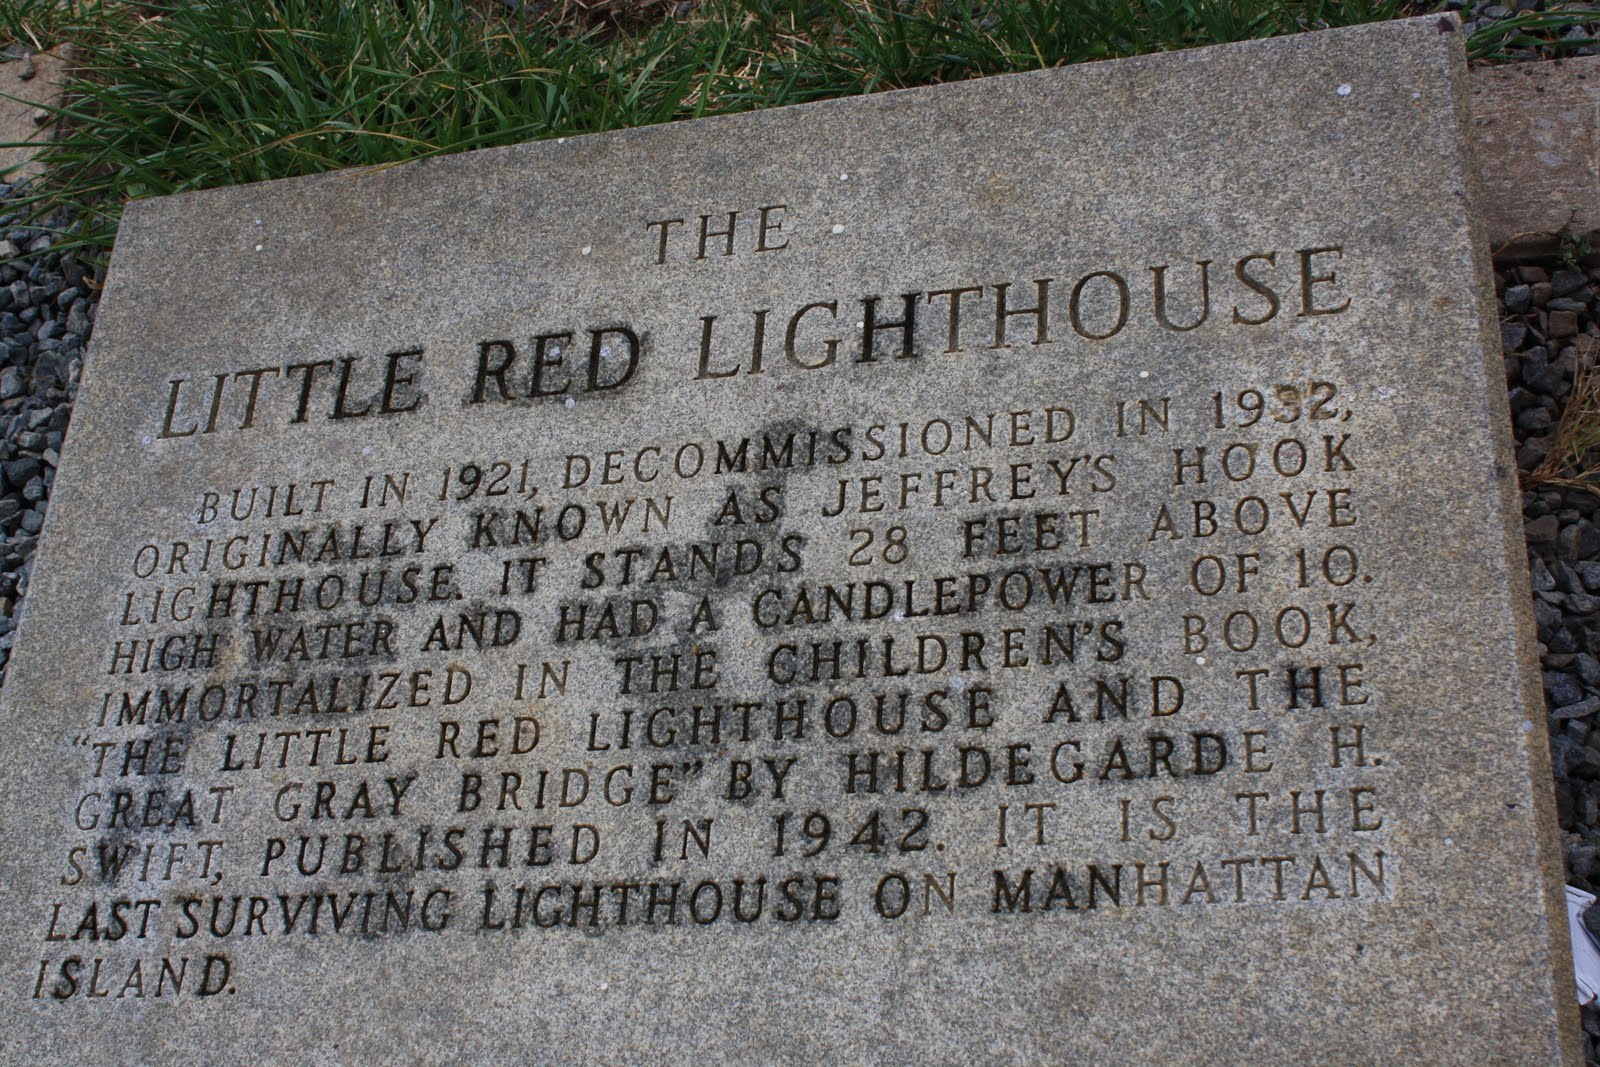 THE
LITTLE RED LIGHTHOUSE
BUILT IN 1921, DECOMMISSIONED IN 1932,
ORIGINALLY KNOWN AS JEFFREY'S HOOK
LIGHTHOUSE. IT STANDS 28 FEET ABOVE
HIGH WATER AND HAD A CANDLEPOWER OF 10.
IMMORTALIZED IN THE CHILDREN'S BOOK,
"THE LITTLE RED LIGHTHOUSE AND THE
GREAT GRAY BRIDGE" BY HILDEGARDE H.
SWIFT, PUBLISHED IN 1942. IT IS THE
LAST SURVIVING LIGHTHOUSE ON MANHATTAN
ISLAND.